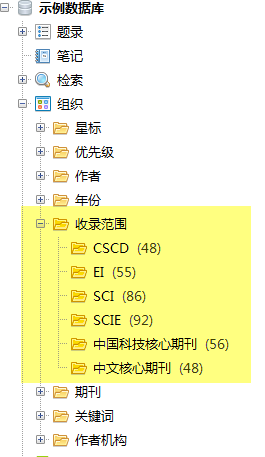 示例数据库
题录
笔记
检索
组织
星标
优先级
作者
年份
收录范围
CSCD (48)
EI (55)
SCI (86)
SCIE (92)
中国科技核心期刊 (56)
中文核心期刊 (48)
期刊
关键词
作者机构